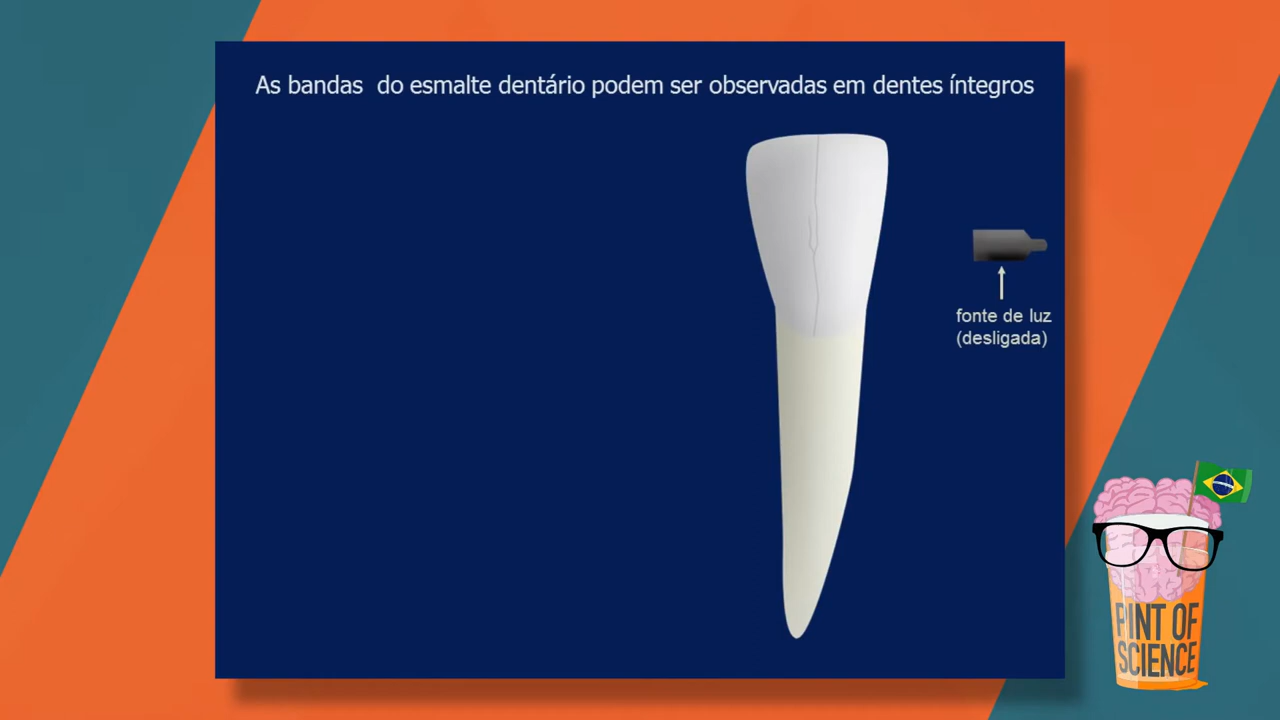 As bandas do esmalte dentário podem ser observadas em dentes íntegros
fonte de luz
(desligada)
PINT OF
SCIENCE